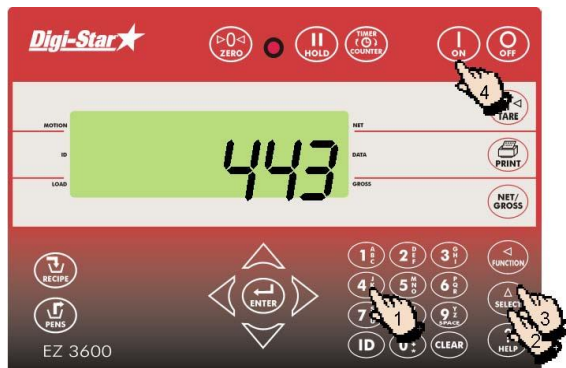 Digi-Star
ZERO
HOLD
TIMER
COUNTER
ON
OFF
4
TARE
MOTION
NET
ID
443
DATA
PRINT
LOAD
GROSS
NET/
GROSS
RECIPE
ENTER
1 A B C
2 D E F
3 G H I
FUNCTION
4
5 M N O
6 P Q R
SELECT
3
PENS
7
1
9 Y Z SPACE
2
HELP
EZ 3600
ID
CLEAR